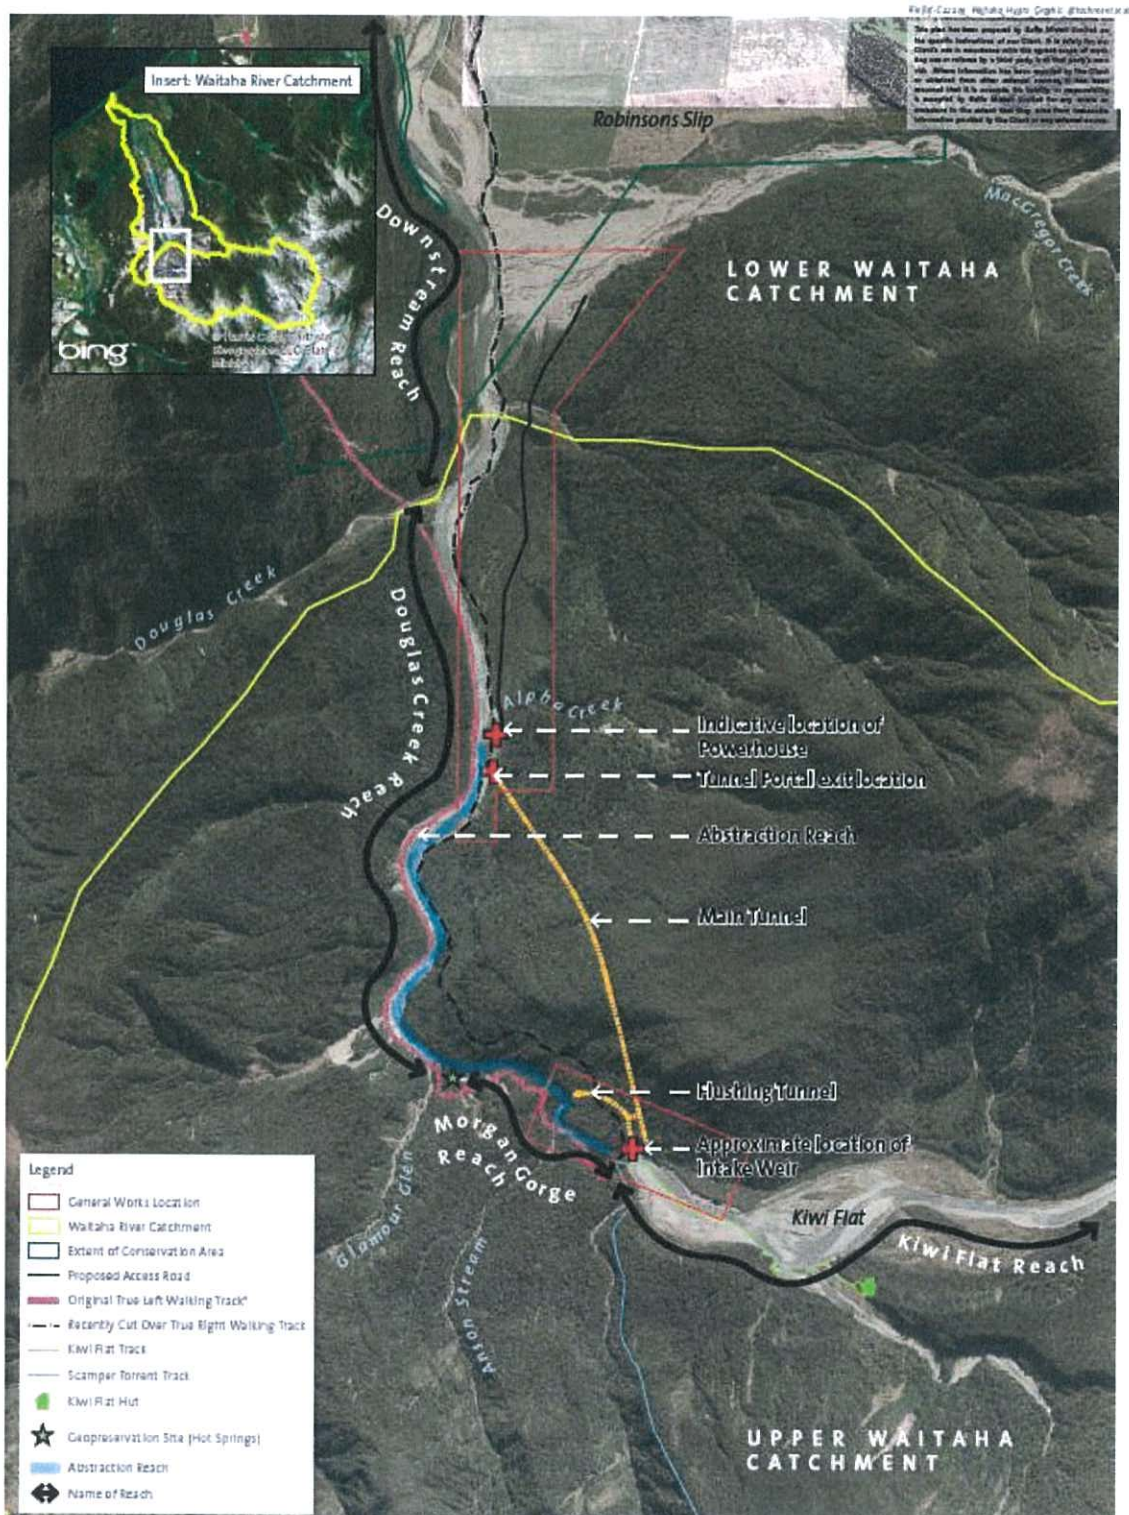 Insert: Waitaha River Catchment
bing
Robinsons Slip
MacGregor Creek
LOWER WAITAHA
CATCHMENT
Downstream Reach
Douglas Creek
Douglas Creek Reach
Alpha Creek
Indicative location of
Powerhouse
Tunnel Portal exit location
Abstraction Reach
Main Tunnel
Flushing Tunnel
Approximate location of
Intake Weir
Morgan Gorge
Reach
Glamour Glen
Anson Stream
Kiwi Flat
Kiwi Flat Reach
UPPER WAITAHA
CATCHMENT
Legend
General Works Location
Waitaha River Catchment
Extent of Conservation Area
Proposed Access Road
Original True Left Walking Track*
Recently Cut Over True Right Walking Track
Kiwi Flat Track
Scamper Torrent Track
Kiwi Flat Hut
Geopreservation Site (Hot Springs)
Abstraction Reach
Name of Reach